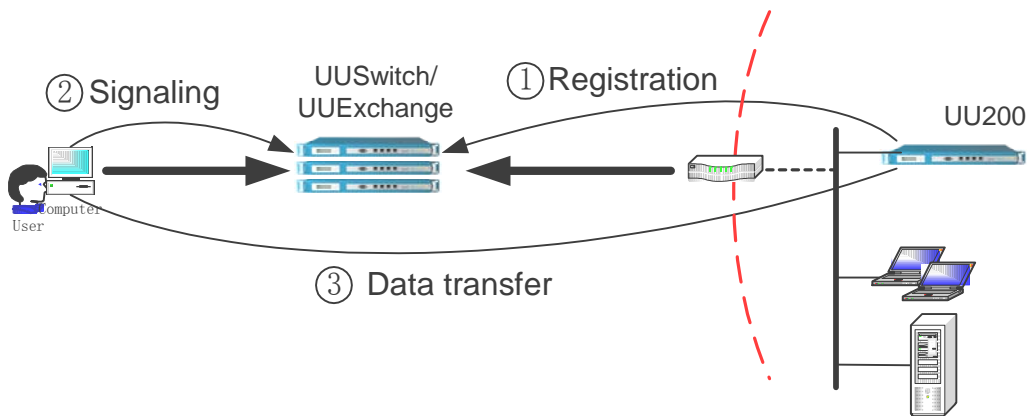 ② Signaling
UUSwitch/
UUExchange
① Registration
UU200
Computer
User
③ Data transfer